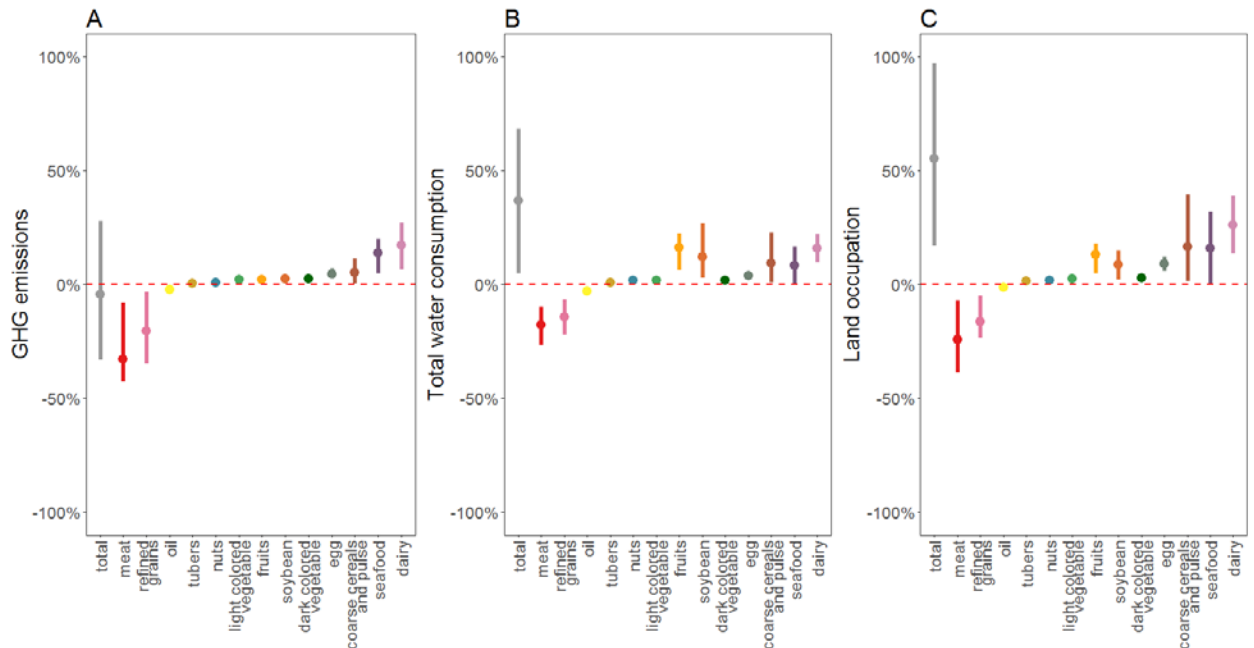 A
GHG emissions
100%
50%
0%
-50%
-100%
total
meat
refined
grains
oil
tubers
nuts
light colored
vegetable
fruits
soybean
dark colored
vegetable
egg
coarse cereals
and pulse
seafood
dairy
B
Total water consumption
100%
50%
0%
-50%
-100%
total
meat
refined
grains
oil
tubers
nuts
light colored
vegetable
fruits
soybean
dark colored
vegetable
egg
coarse cereals
and pulse
seafood
dairy
C
Land occupation
100%
50%
0%
-50%
-100%
total
meat
refined
grains
oil
tubers
nuts
light colored
vegetable
fruits
soybean
dark colored
vegetable
egg
coarse cereals
and pulse
seafood
dairy